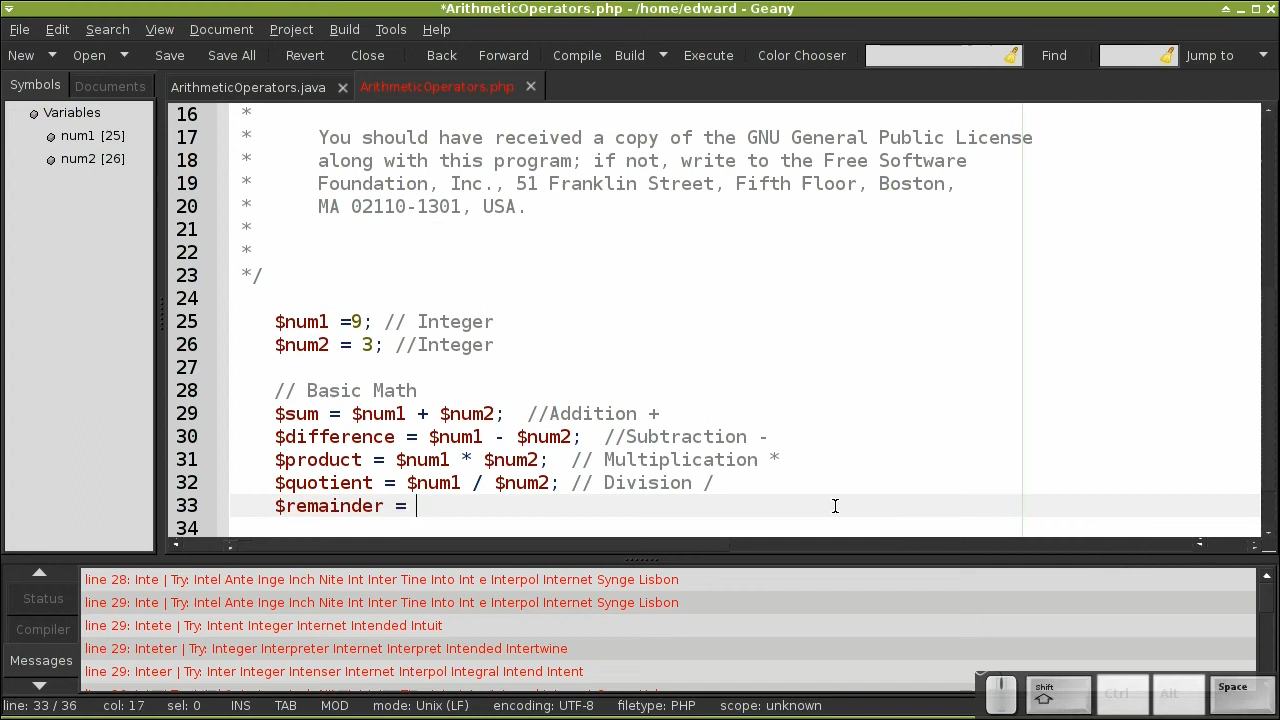 *ArithmeticOperators.php - /home/edward - Geany
File Edit Search View Document Project Build Tools Help
New Open Save Save All Revert Close Back Forward Compile Build Execute Color Chooser Find Jump to
Symbols Documents ArithmeticOperators.java ArithmeticOperators.php
Variables
num1 [25]
num2 [26]
16 *
17 * You should have received a copy of the GNU General Public License
18 * along with this program; if not, write to the Free Software
19 * Foundation, Inc., 51 Franklin Street, Fifth Floor, Boston,
20 * MA 02110-1301, USA.
21 *
22 *
23 */
24
25 $num1 =9; // Integer
26 $num2 = 3; //Integer
27
28 // Basic Math
29 $sum = $num1 + $num2; //Addition +
30 $difference = $num1 - $num2; //Subtraction -
31 $product = $num1 * $num2; // Multiplication *
32 $quotient = $num1 / $num2; // Division /
33 $remainder =
34
Status
Compiler
Messages
line 28: Inte | Try: Intel Ante Inge Inch Nite Int Inter Tine Into Int e Interpol Internet Synge Lisbon
line 29: Inte | Try: Intel Ante Inge Inch Nite Int Inter Tine Into Int e Interpol Internet Synge Lisbon
line 29: Intete | Try: Intent Integer Internet Intended Intuit
line 29: Inteter | Try: Integer Interpreter Internet Interpret Intended Intertwine
line 29: Inteer | Try: Inter Integer Intenser Internet Interpol Integral Intend Intent
Shift Ctrl Alt Space
line: 33 / 36 col: 17 sel: 0 INS TAB MOD mode: Unix (LF) encoding: UTF-8 filetype: PHP scope: unknown